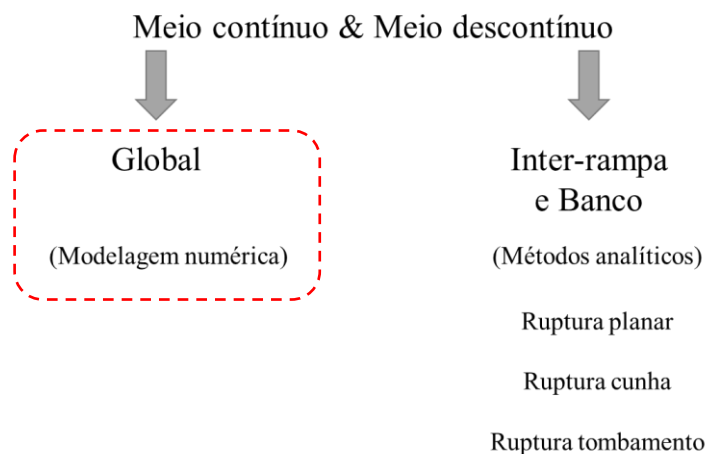 Meio contínuo & Meio descontínuo
Global
(Modelagem numérica)
Inter-rampa
e Banco
(Métodos analíticos)
Ruptura planar
Ruptura cunha
Ruptura tombamento